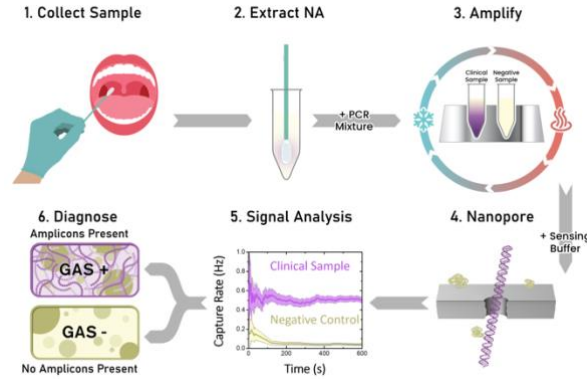 1. Collect Sample
2. Extract NA
+ PCR
Mixture
3. Amplify
Clinical
Sample
Negative
Sample
4. Nanopore
+ Sensing
Buffer
5. Signal Analysis
Capture Rate (Hz)
1.0
0.8
0.6
0.4
0.2
0.0
Clinical Sample
Negative Control
0
200
400
600
Time (s)
6. Diagnose
Amplicons Present
GAS +
GAS -
No Amplicons Present